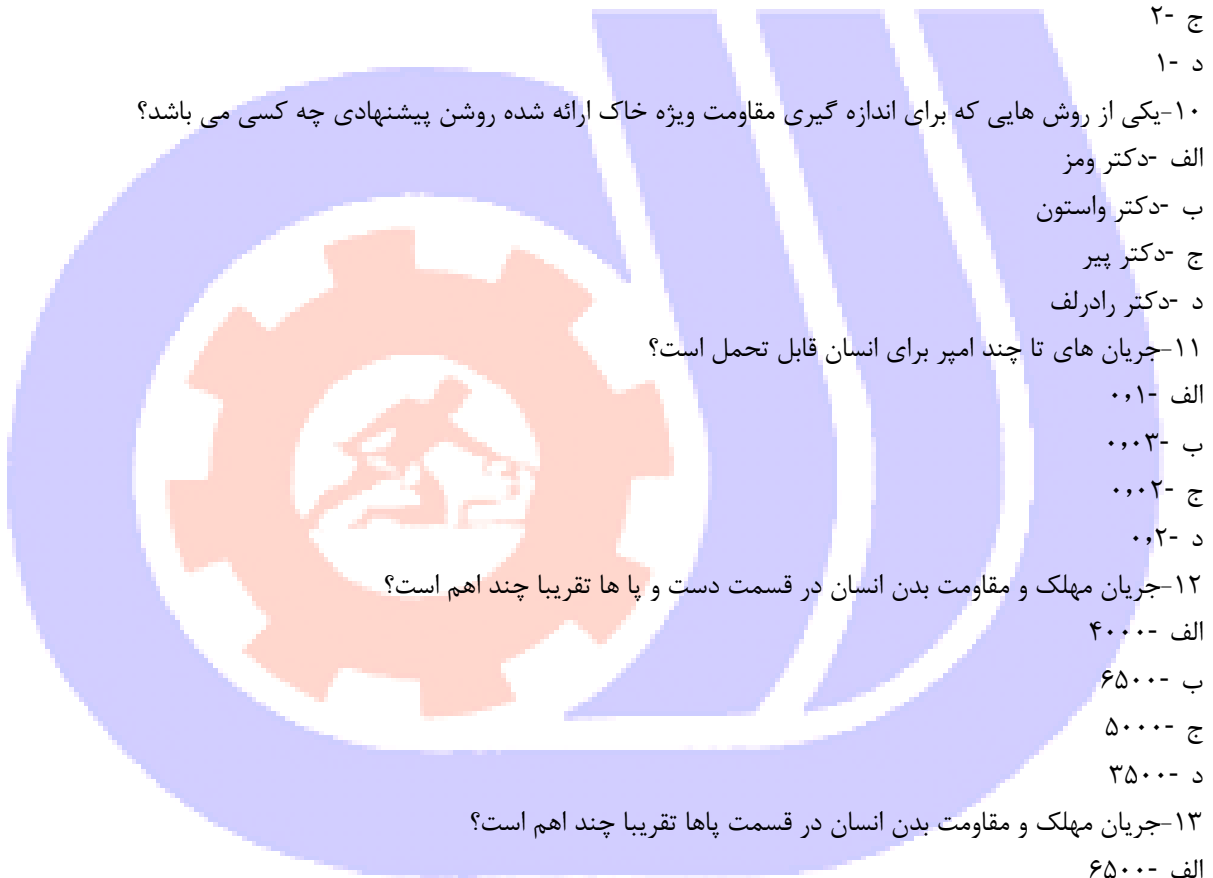 ج -۲
د -۱
۱۰-یکی از روش هایی که برای اندازه گیری مقاومت ویژه خاک ارائه شده روشن پیشنهادی چه کسی می باشد؟
الف -دکتر ومز
ب -دکتر واستون
ج -دکتر پیر
د -دکتر رادرلف
۱۱-جریان های تا چند امپر برای انسان قابل تحمل است؟
الف -۰,۱
ب -۰,۰۳
ج -۰,۰۲
د -۰,۲
۱۲-جریان مهلک و مقاومت بدن انسان در قسمت دست و پا ها تقریبا چند اهم است؟
الف -۴۰۰۰
ب -۶۵۰۰
ج -۵۰۰۰
د -۳۵۰۰
۱۳-جریان مهلک و مقاومت بدن انسان در قسمت پاها تقریبا چند اهم است؟
الف -۶۵۰۰